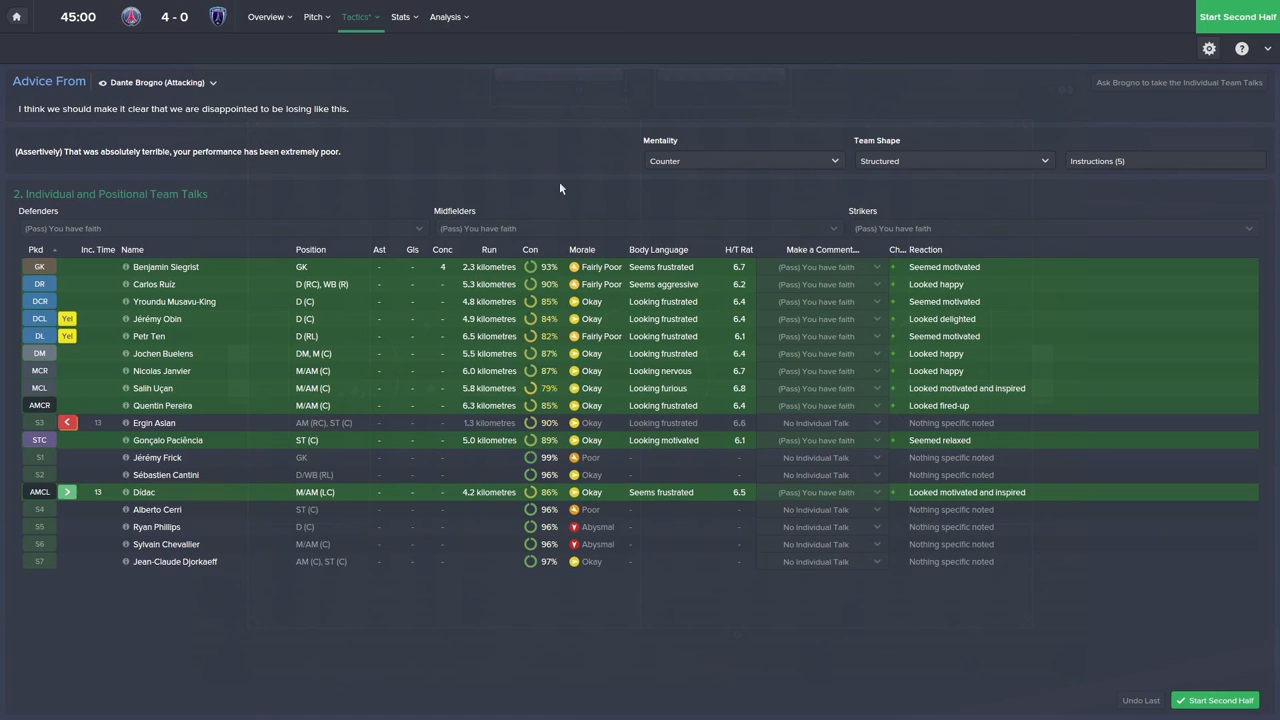 45:00 4 - 0 Overview Pitch Tactics* Stats Analysis Start Second Half
?
Advice From Dante Brogno (Attacking) Ask Brogno to take the Individual Team Talks
I think we should make it clear that we are disappointed to be losing like this.
Mentality Team Shape
(Assertively) That was absolutely terrible, your performance has been extremely poor.
Counter Structured Instructions (5)
2. Individual and Positional Team Talks
Defenders Midfielders Strikers
(Pass) You have faith (Pass) You have faith (Pass) You have faith
Pkd Inc. Time Name Position Ast Gls Conc Run Con Morale Body Language H/T Rat Make a Comment... Ch... Reaction
GK Benjamin Siegrist GK - - 4 2.3 kilometres 93% Fairly Poor Seems frustrated 6.7 (Pass) You have faith Seemed motivated
DR Carlos Ruiz D (RC), WB (R) - - - 5.3 kilometres 90% Fairly Poor Seems aggressive 6.2 (Pass) You have faith Looked happy
DCR Yroundu Musavu-King D (C) - - - 4.8 kilometres 85% Okay Looking frustrated 6.4 (Pass) You have faith Seemed motivated
DCL Yel Jérémy Obin D (C) - - - 4.9 kilometres 84% Okay Looking frustrated 6.4 (Pass) You have faith Looked delighted
DL Yel Petr Ten D (RL) - - - 6.5 kilometres 82% Fairly Poor Looking frustrated 6.1 (Pass) You have faith Seemed motivated
DM Jochen Buelens DM, M (C) - - - 5.5 kilometres 87% Okay Looking frustrated 6.4 (Pass) You have faith Looked happy
MCR Nicolas Janvier M/AM (C) - - - 6.0 kilometres 87% Okay Looking nervous 6.7 (Pass) You have faith Looked happy
MCL Salih Uçan M/AM (C) - - - 5.8 kilometres 79% Okay Looking furious 6.8 (Pass) You have faith Looked motivated and inspired
AMCR Quentin Pereira M/AM (C) - - - 6.3 kilometres 85% Okay Looking frustrated 6.4 (Pass) You have faith Looked fired-up
S3 13 Ergin Aslan AM (RC), ST (C) - - - 1.3 kilometres 90% Okay Looking frustrated 6.6 (Pass) You have faith Nothing specific noted
STC Gonçalo Paciência ST (C) - - - 5.0 kilometres 89% Okay Looking motivated 6.1 (Pass) You have faith Seemed relaxed
S1 Jérémy Frick GK - - - 99% Poor - - No Individual Talk Nothing specific noted
S2 Sébastien Cantini D/WB (RL) - - - 96% Okay - - No Individual Talk Nothing specific noted
AMCL 13 Dídac M/AM (LC) - - - 4.2 kilometres 86% Okay Seems frustrated 6.5 (Pass) You have faith Looked motivated and inspired
S4 Alberto Cerri ST (C) - - - 96% Poor - - No Individual Talk Nothing specific noted
S5 Ryan Phillips D (C) - - - 96% Abysmal - - No Individual Talk Nothing specific noted
S6 Sylvain Chevallier M/AM (C) - - - 96% Abysmal - - No Individual Talk Nothing specific noted
S7 Jean-Claude Djorkaeff AM (C), ST (C) - - - 97% Okay - - No Individual Talk Nothing specific noted
Undo Last Start Second Half